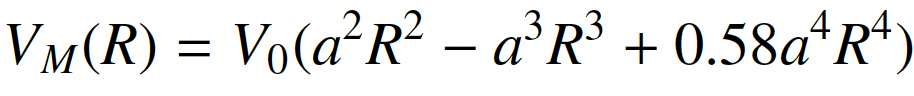 V_M(R) = V_0(a^2R^2 − a^3R^3 + 0.58a^4R^4)